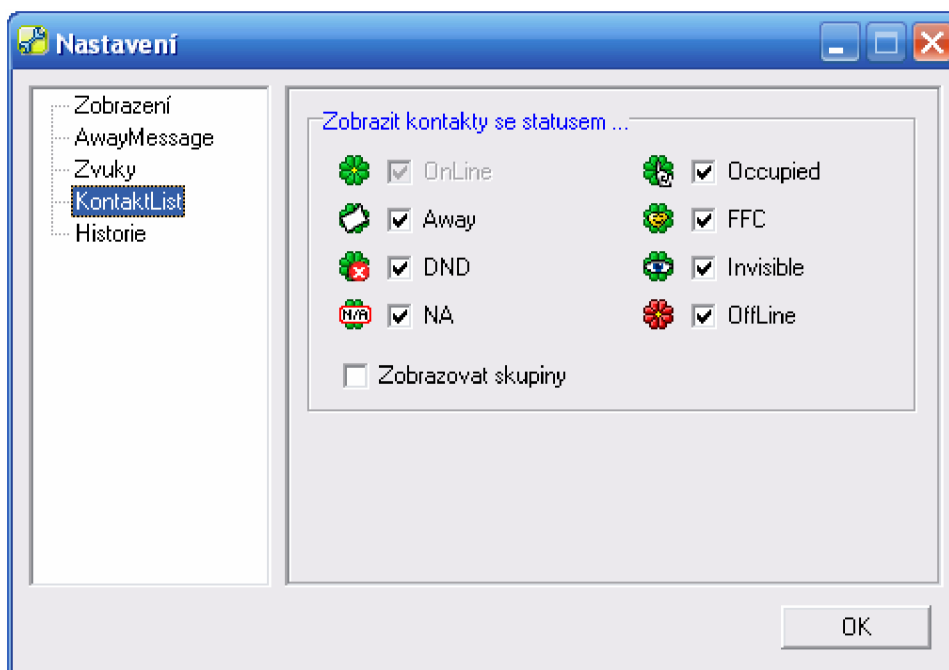 Nastavení
Zobrazení
AwayMessage
Zvuky
KontaktList
Historie
Zobrazit kontakty se statusem ...
OnLine
Occupied
Away
FFC
DND
Invisible
N/A
NA
OffLine
Zobrazovat skupiny
OK